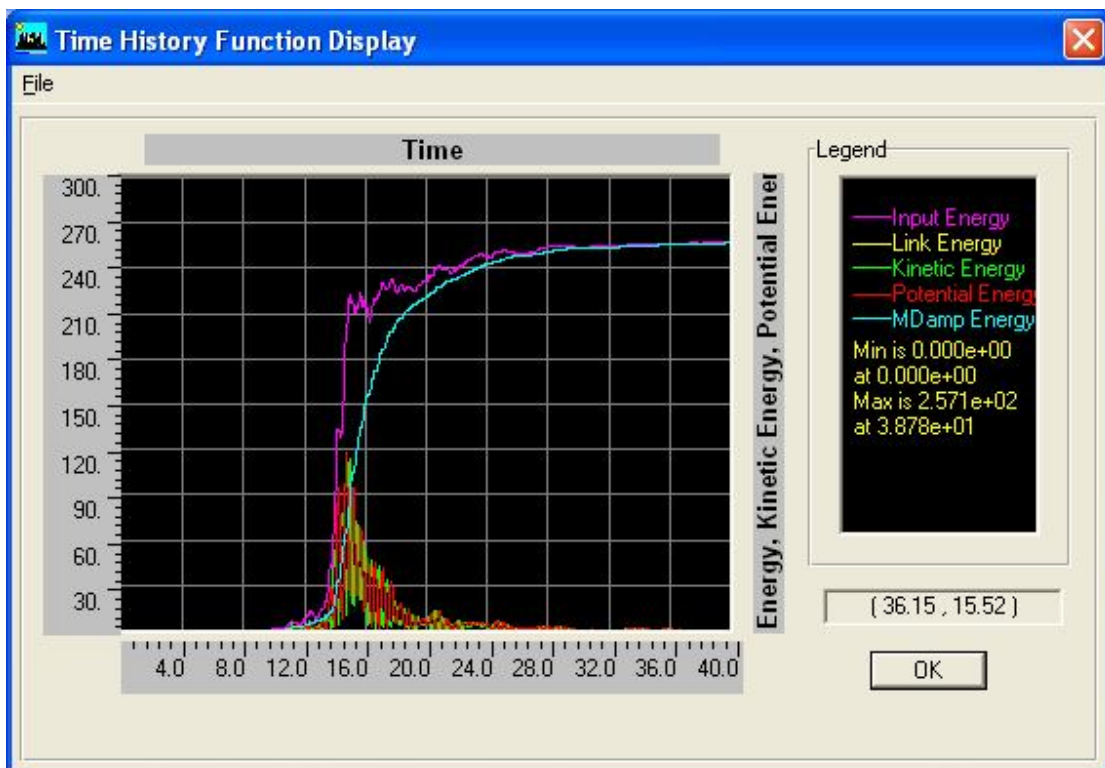 Time History Function Display
File
Time
300.
270.
240.
210.
180.
150.
120.
90.
60.
30.
4.0 8.0 12.0 16.0 20.0 24.0 28.0 32.0 36.0 40.0
Energy, Kinetic Energy, Potential Ener
Legend
Input Energy
Link Energy
Kinetic Energy
Potential Energy
MDamp Energy
Min is 0.000e+00
at 0.000e+00
Max is 2.571e+02
at 3.878e+01
( 36.15 , 15.52 )
OK